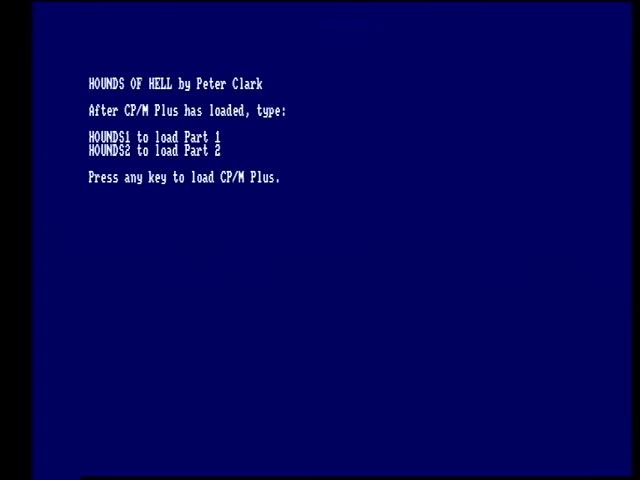 HOUNDS OF HELL by Peter Clark
After CP/M Plus has loaded, type:
HOUNDS1 to load Part 1
HOUNDS2 to load Part 2
Press any key to load CP/M Plus.